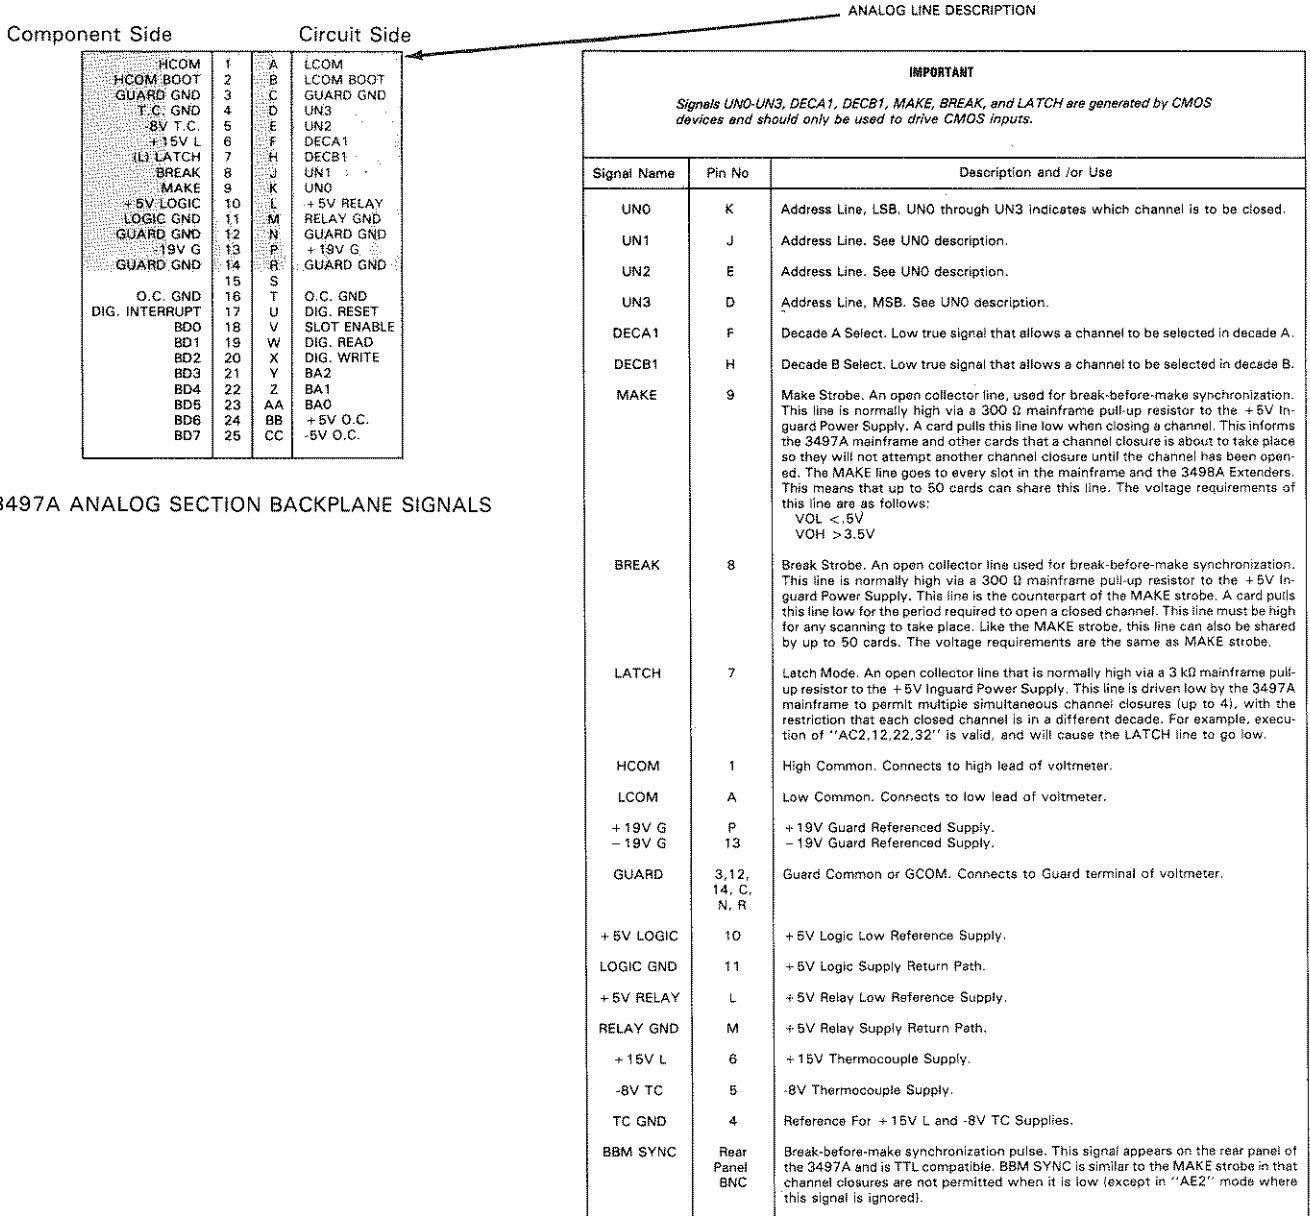 ANALOG LINE DESCRIPTION
Component Side Circuit Side
HCOM 1 A LCOM
HCOM BOOT 2 B LCOM BOOT
GUARD GND 3 C GUARD GND
T.C. GND 4 D UN3
-8V T.C. 5 E UN2
+15V L 6 F DECA1
(L) LATCH 7 H DECB1
BREAK 8 J UN1
MAKE 9 K UN0
+5V LOGIC 10 L +5V RELAY
LOGIC GND 11 M RELAY GND
GUARD GND 12 N GUARD GND
-19V G 13 P +19V G
GUARD GND 14 R GUARD GND
15 S
O.C. GND 16 T O.C. GND
DIG. INTERRUPT 17 U DIG. RESET
BD0 18 V SLOT ENABLE
BD1 19 W DIG. READ
BD2 20 X DIG. WRITE
BD3 21 Y BA2
BD4 22 Z BA1
BD5 23 AA BA0
BD6 24 BB +5V O.C.
BD7 25 CC -5V O.C.
3497A ANALOG SECTION BACKPLANE SIGNALS
IMPORTANT
Signals UN0-UN3, DECA1, DECB1, MAKE, BREAK, and LATCH are generated by CMOS
devices and should only be used to drive CMOS inputs.
Signal Name Pin No Description and /or Use
UN0 K Address Line, LSB. UN0 through UN3 indicates which channel is to be closed.
UN1 J Address Line. See UN0 description.
UN2 E Address Line. See UN0 description.
UN3 D Address Line, MSB. See UN0 description.
DECA1 F Decade A Select. Low true signal that allows a channel to be selected in decade A.
DECB1 H Decade B Select. Low true signal that allows a channel to be selected in decade B.
MAKE 9 Make Strobe. An open collector line, used for break-before-make synchronization.
This line is normally high via a 300 Ω mainframe pull-up resistor to the +5V In-
guard Power Supply. A card pulls this line low when closing a channel. This informs
the 3497A mainframe and other cards that a channel closure is about to take place
so they will not attempt another channel closure until the channel has been open-
ed. The MAKE line goes to every slot in the mainframe and the 3498A Extenders.
This means that up to 50 cards can share this line. The voltage requirements of
this line are as follows:
VOL <.5V
VOH >3.5V
BREAK 8 Break Strobe. An open collector line used for break-before-make synchronization.
This line is normally high via a 300 Ω mainframe pull-up resistor to the +5V In-
guard Power Supply. This line is the counterpart of the MAKE strobe. A card pulls
this line low for the period required to open a closed channel. This line must be high
for any scanning to take place. Like the MAKE strobe, this line can also be shared
by up to 50 cards. The voltage requirements are the same as MAKE strobe.
LATCH 7 Latch Mode. An open collector line that is normally high via a 3 kΩ mainframe pull-
up resistor to the +5V Inguard Power Supply. This line is driven low by the 3497A
mainframe to permit multiple simultaneous channel closures (up to 4), with the
restriction that each closed channel is in a different decade. For example, execu-
tion of "AC2,12,22,32" is valid, and will cause the LATCH line to go low.
HCOM 1 High Common. Connects to high lead of voltmeter.
LCOM A Low Common. Connects to low lead of voltmeter.
+19V G P +19V Guard Referenced Supply.
-19V G 13 -19V Guard Referenced Supply.
GUARD 3,12, Guard Common or GCOM. Connects to Guard terminal of voltmeter.
14, C,
N, R
+5V LOGIC 10 +5V Logic Low Reference Supply.
LOGIC GND 11 +5V Logic Supply Return Path.
+5V RELAY L +5V Relay Low Reference Supply.
RELAY GND M +5V Relay Supply Return Path.
+15V L 6 +15V Thermocouple Supply.
-8V TC 5 -8V Thermocouple Supply.
TC GND 4 Reference For +15V L and -8V TC Supplies.
BBM SYNC Rear Break-before-make synchronization pulse. This signal appears on the rear panel of
Panel the 3497A and is TTL compatible. BBM SYNC is similar to the MAKE strobe in that
BNC channel closures are not permitted when it is low (except in "AE2" mode where
this signal is ignored).